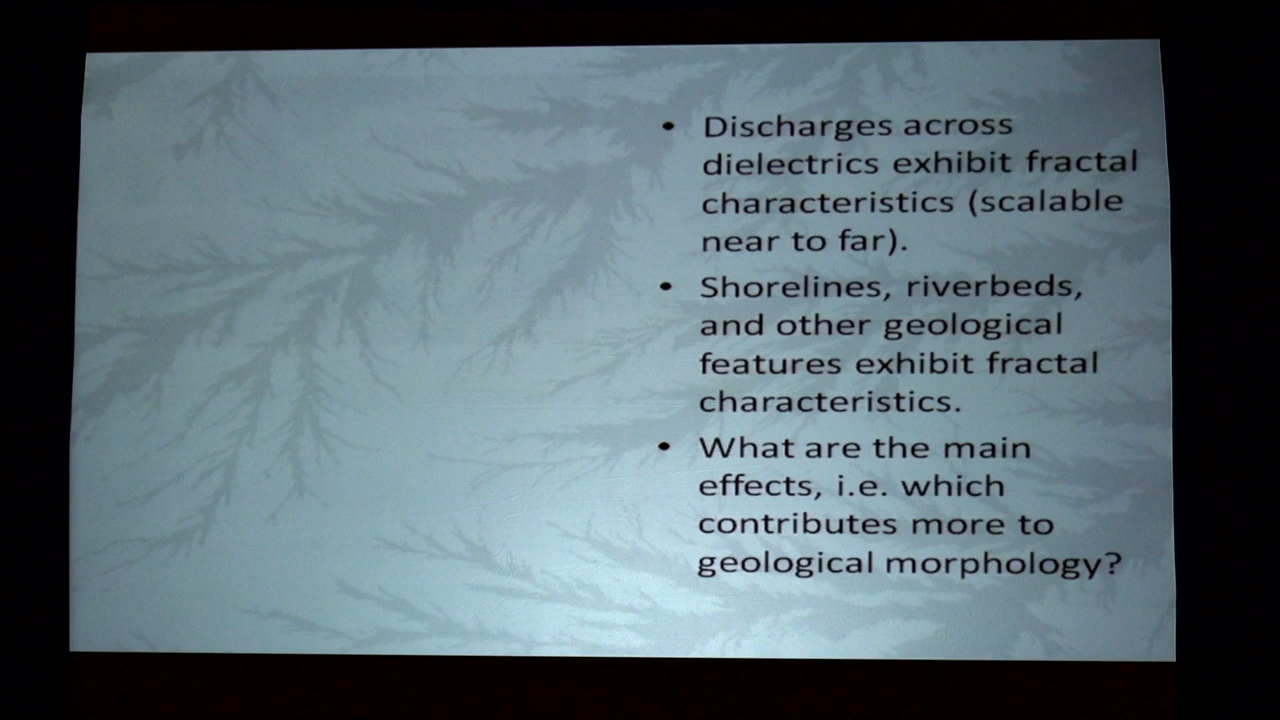 • Discharges across
dielectrics exhibit fractal
characteristics (scalable
near to far).
• Shorelines, riverbeds,
and other geological
features exhibit fractal
characteristics.
• What are the main
effects, i.e. which
contributes more to
geological morphology?